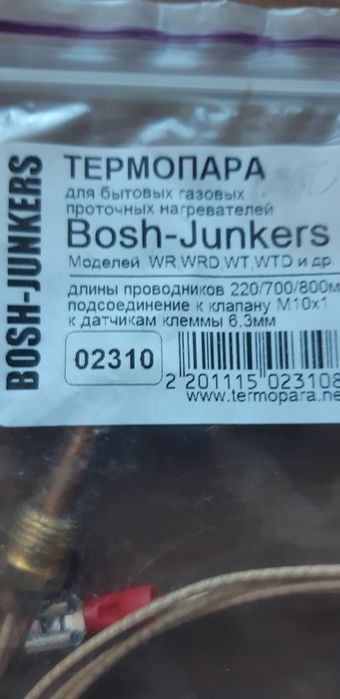 BOSH-JUNKERS
ТЕРМОПАРА
для бытовых газовых
проточных нагревателей
Bosh-Junkers
Моделей WR,WRD,WT,WTD и др
длины проводников 220/700/800м
подсоединение к клапану М10х1
к датчикам клеммы 6.3мм
02310
2 201115 023108
www.termopara.ne